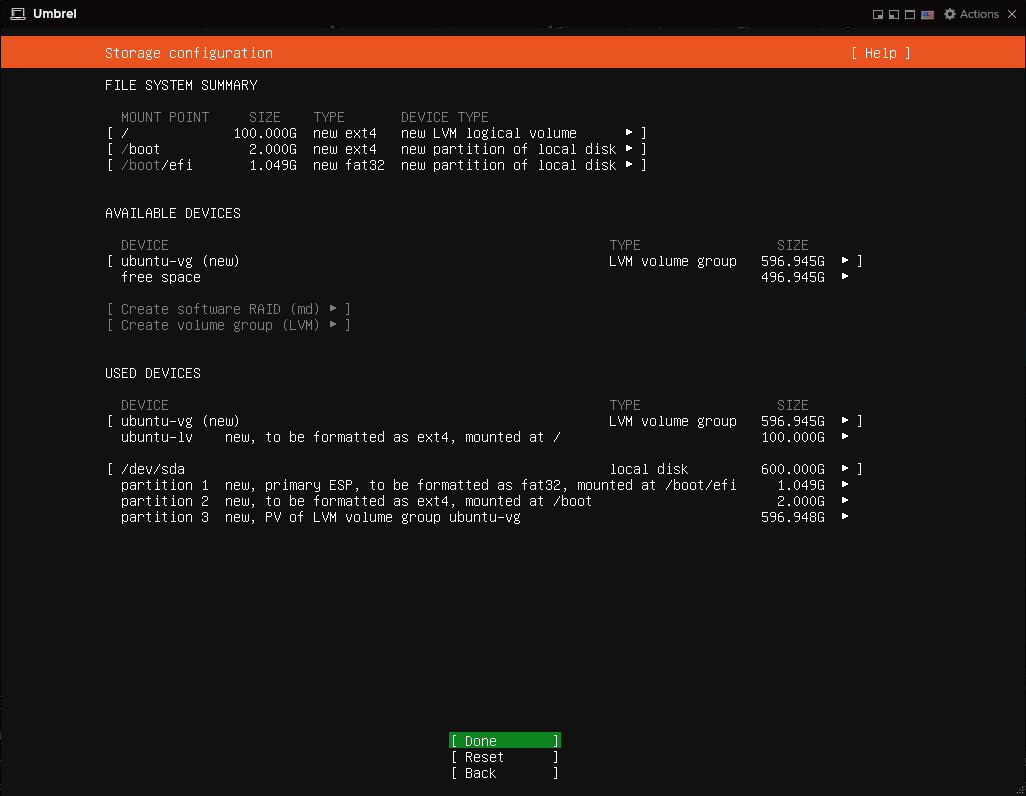 Umbrel Actions
Storage configuration [ Help ]
FILE SYSTEM SUMMARY
MOUNT POINT SIZE TYPE DEVICE TYPE
[ / 100.000G new ext4 new LVM logical volume ▸ ]
[ /boot 2.000G new ext4 new partition of local disk ▸ ]
[ /boot/efi 1.049G new fat32 new partition of local disk ▸ ]
AVAILABLE DEVICES
DEVICE TYPE SIZE
[ ubuntu-vg (new) LVM volume group 596.945G ▸ ]
free space 496.945G ▸
[ Create software RAID (md) ▸ ]
[ Create volume group (LVM) ▸ ]
USED DEVICES
DEVICE TYPE SIZE
[ ubuntu-vg (new) LVM volume group 596.945G ▸ ]
ubuntu-lv new, to be formatted as ext4, mounted at / 100.000G ▸
[ /dev/sda local disk 600.000G ▸ ]
partition 1 new, primary ESP, to be formatted as fat32, mounted at /boot/efi 1.049G ▸
partition 2 new, to be formatted as ext4, mounted at /boot 2.000G ▸
partition 3 new, PV of LVM volume group ubuntu-vg 596.948G ▸
[ Done ]
[ Reset ]
[ Back ]